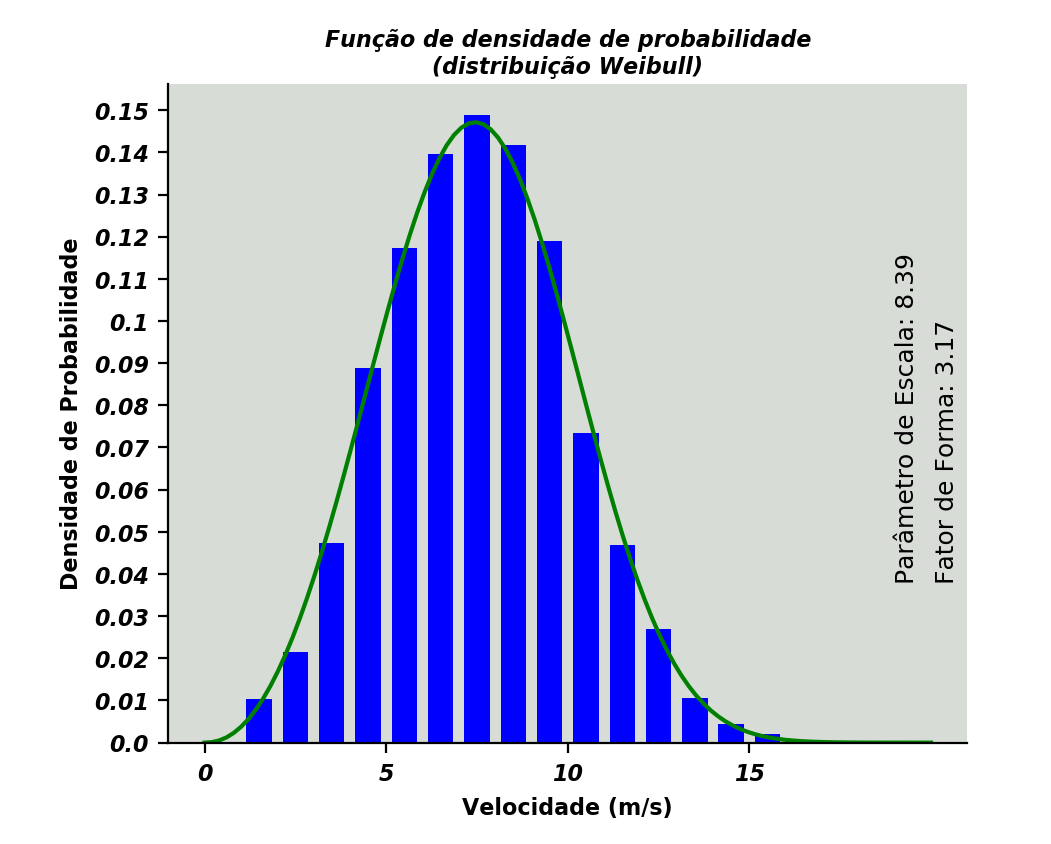 Função de densidade de probabilidade
(distribuição Weibull)
Densidade de Probabilidade
0.15
0.14
0.13
0.12
0.11
0.1
0.09
0.08
0.07
0.06
0.05
0.04
0.03
0.02
0.01
0.0
0 5 10 15
Velocidade (m/s)
Parâmetro de Escala: 8.39
Fator de Forma: 3.17